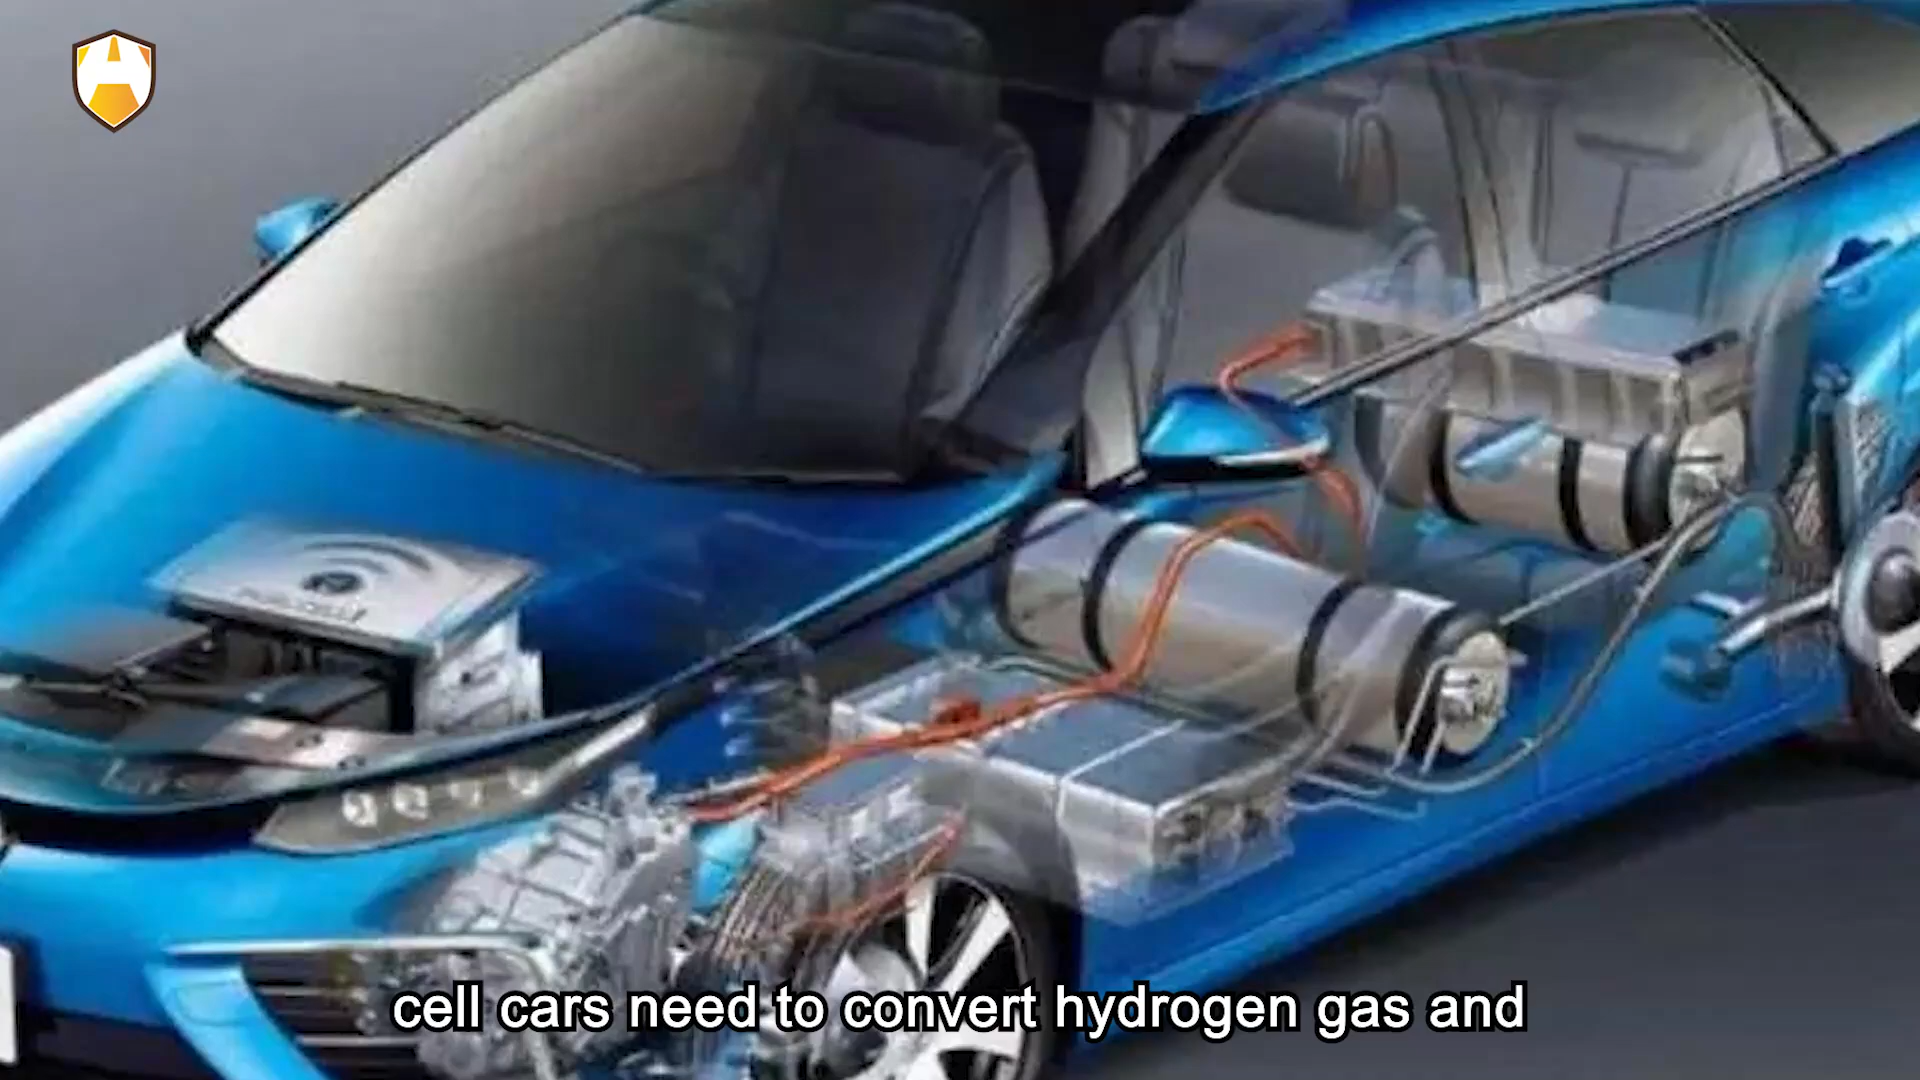 cell cars need to convert hydrogen gas and